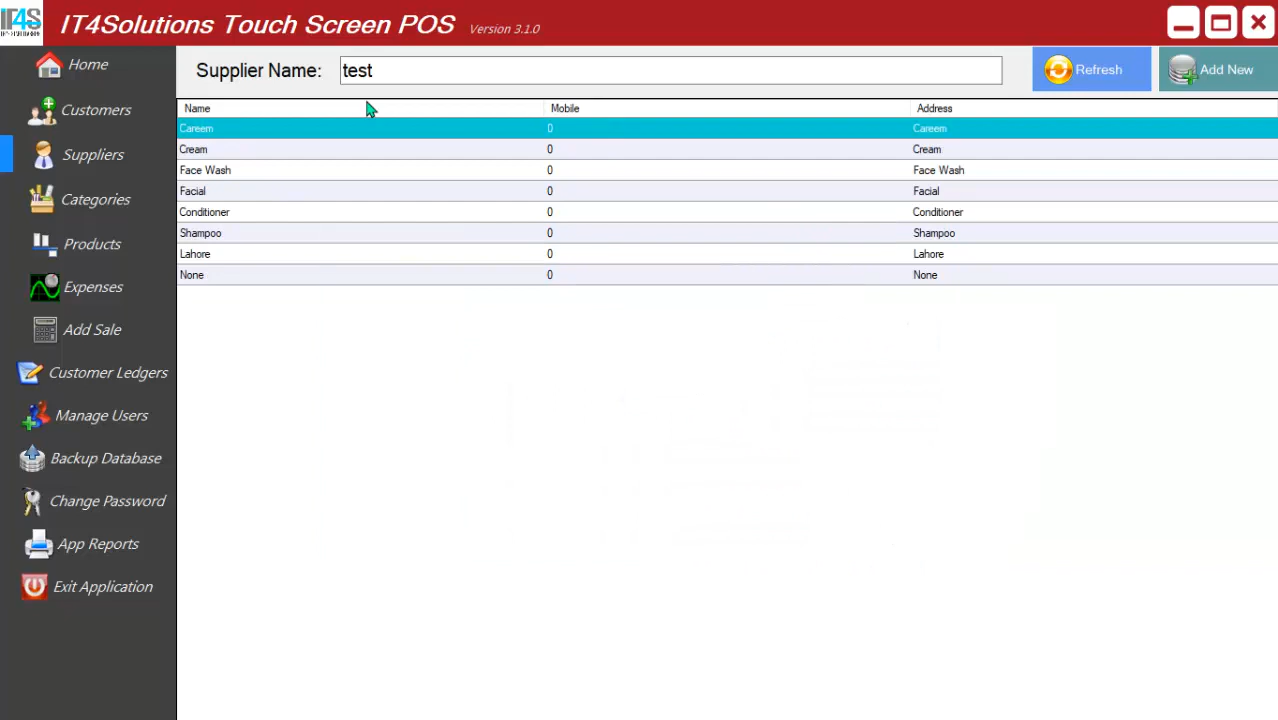 IT4S
IT4Solutions Touch Screen POS Version 3.1.0
Home
Customers
Suppliers
Categories
Products
Expenses
Add Sale
Customer Ledgers
Manage Users
Backup Database
Change Password
App Reports
Exit Application
Supplier Name: test Refresh Add New
Name Mobile Address
Careem 0 Careem
Cream 0 Cream
Face Wash 0 Face Wash
Facial 0 Facial
Conditioner 0 Conditioner
Shampoo 0 Shampoo
Lahore 0 Lahore
None 0 None